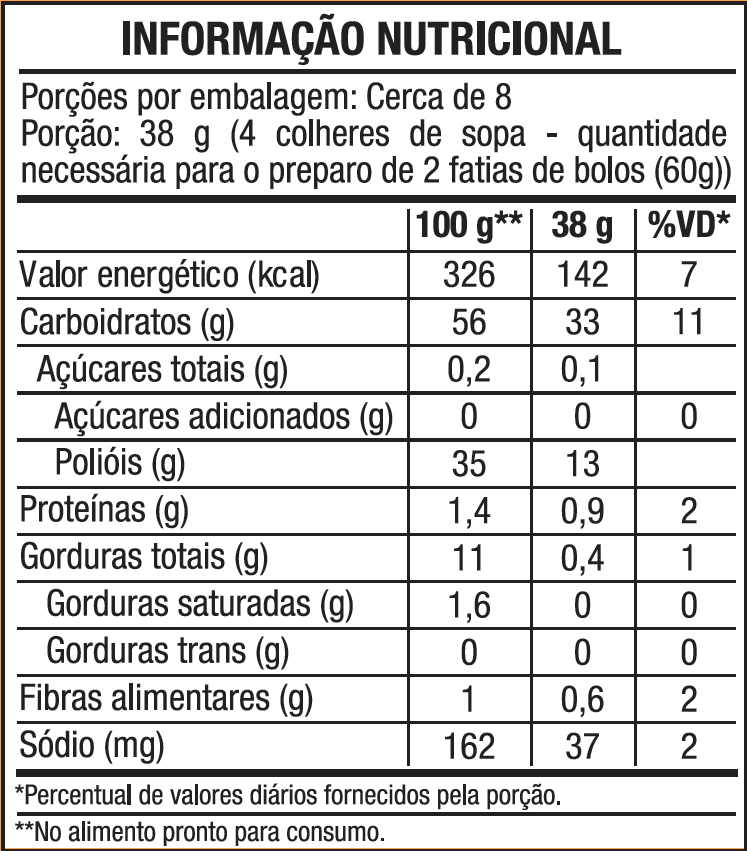 INFORMAÇÃO NUTRICIONAL
Porções por embalagem: Cerca de 8
Porção: 38 g (4 colheres de sopa - quantidade
necessária para o preparo de 2 fatias de bolos (60g))
100 g** 38 g %VD*
Valor energético (kcal) 326 142 7
Carboidratos (g) 56 33 11
Açúcares totais (g) 0,2 0,1
Açúcares adicionados (g) 0 0 0
Polióis (g) 35 13
Proteínas (g) 1,4 0,9 2
Gorduras totais (g) 11 0,4 1
Gorduras saturadas (g) 1,6 0 0
Gorduras trans (g) 0 0 0
Fibras alimentares (g) 1 0,6 2
Sódio (mg) 162 37 2
*Percentual de valores diários fornecidos pela porção.
**No alimento pronto para consumo.